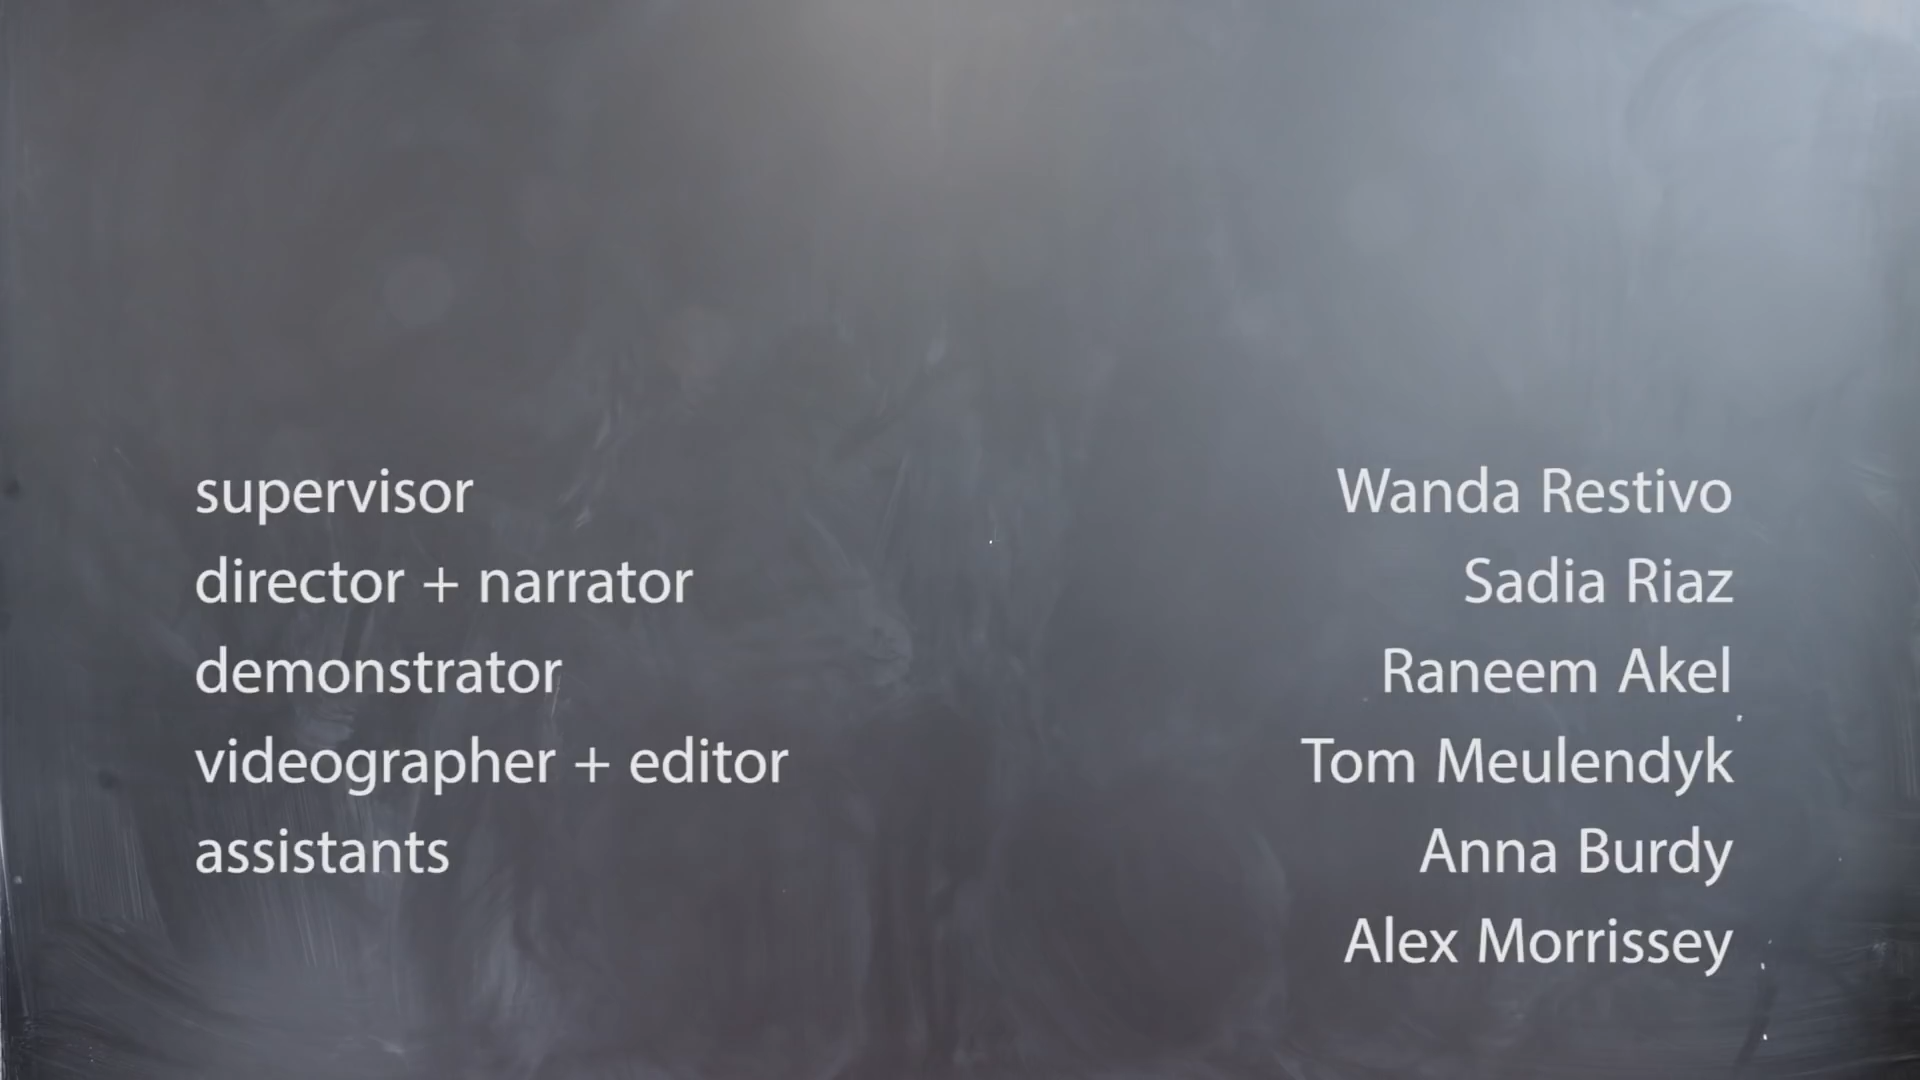 supervisor Wanda Restivo
director + narrator Sadia Riaz
demonstrator Raneem Akel
videographer + editor Tom Meulendyk
assistants Anna Burdy
Alex Morrissey